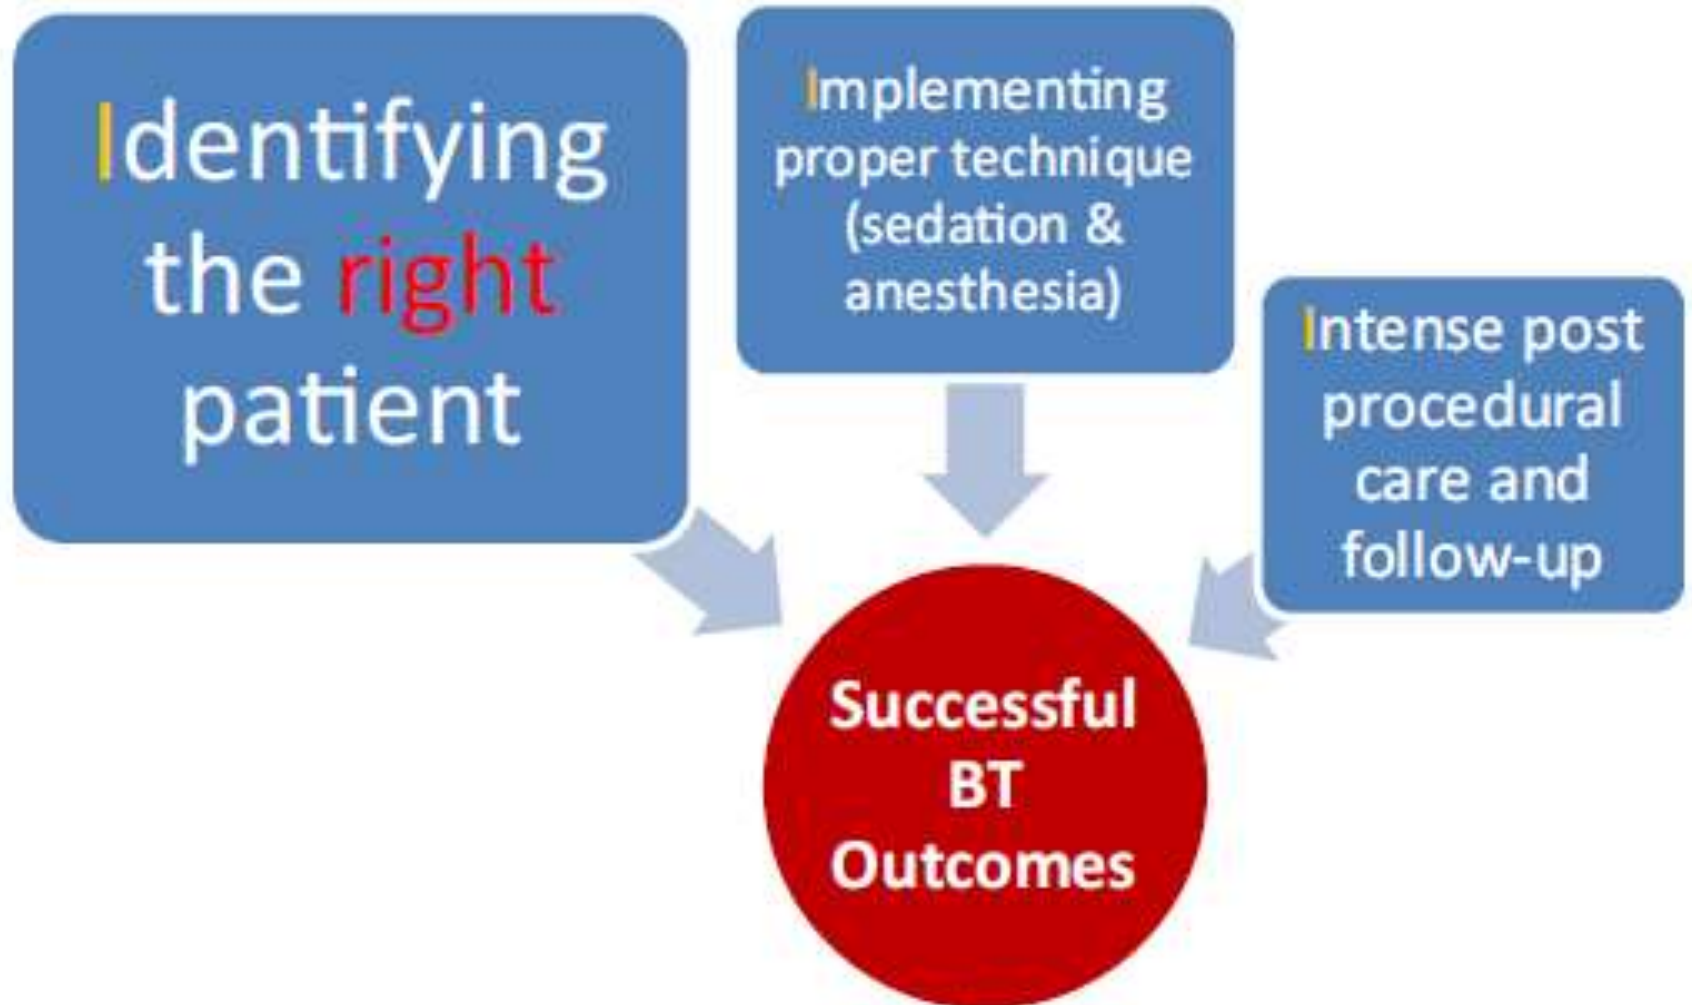 Identifying
the right
patient
Implementing
proper technique
(sedation &
anesthesia)
Intense post
procedural
care and
follow-up
Successful
BT
Outcomes